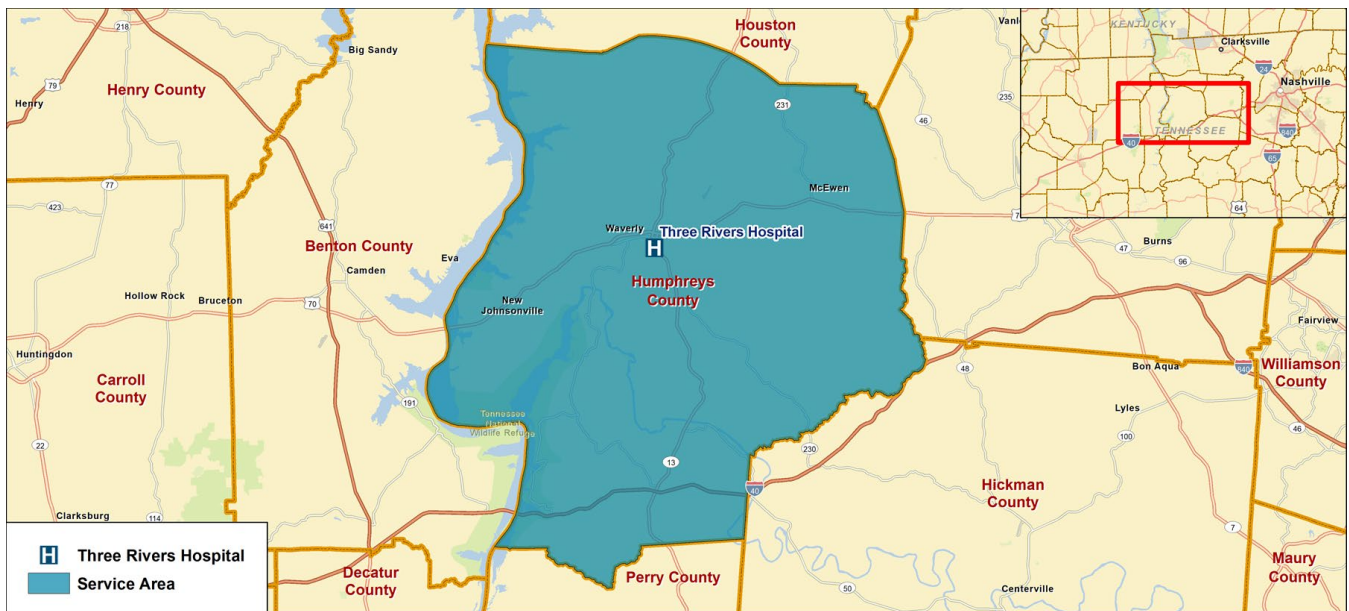 Houston
County
Vanl
KENTUCKY
Clarksville
24
Nashville
TENNESSEE
40
840
65
64
218
Big Sandy
79
Henry County
Henry
235
46
231
77
423
McEwen
641
Benton County
Waverly
Three Rivers Hospital
H
Eva
Camden
Humphreys
County
47
Burns
96
Hollow Rock
Bruceton
70
New
Johnsonville
Fairview
Huntingdon
Carroll
County
48
Bon Aqua
840
Williamson
County
191
Tennessee
National
Wildlife Refuge
Lyles
46
22
230
100
13
40
Hickman
County
Clarksburg
114
7
Maury
County
Decatur
County
Perry County
50
Centerville
H Three Rivers Hospital
Service Area